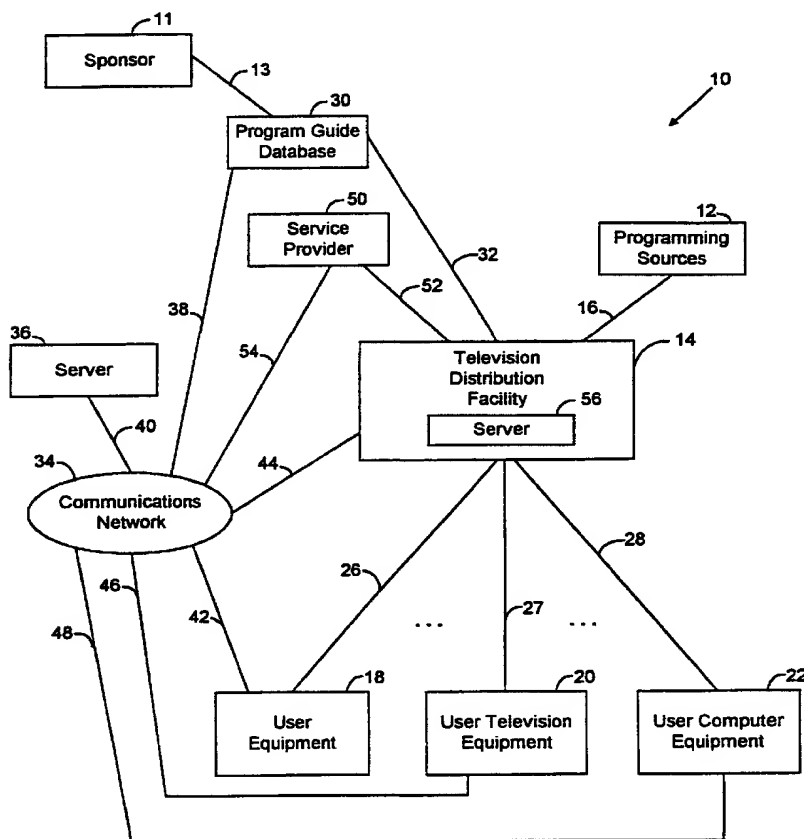 11
Sponsor
13
10
30
Program Guide
Database
50
12
Service
Provider
Programming
Sources
32
52
16
38
36
14
54
Server
Television
Distribution
Facility
56
Server
40
34
44
Communications
Network
28
26
46
42
... ...
27
48
18
20
22
User
Equipment
User Television
Equipment
User Computer
Equipment